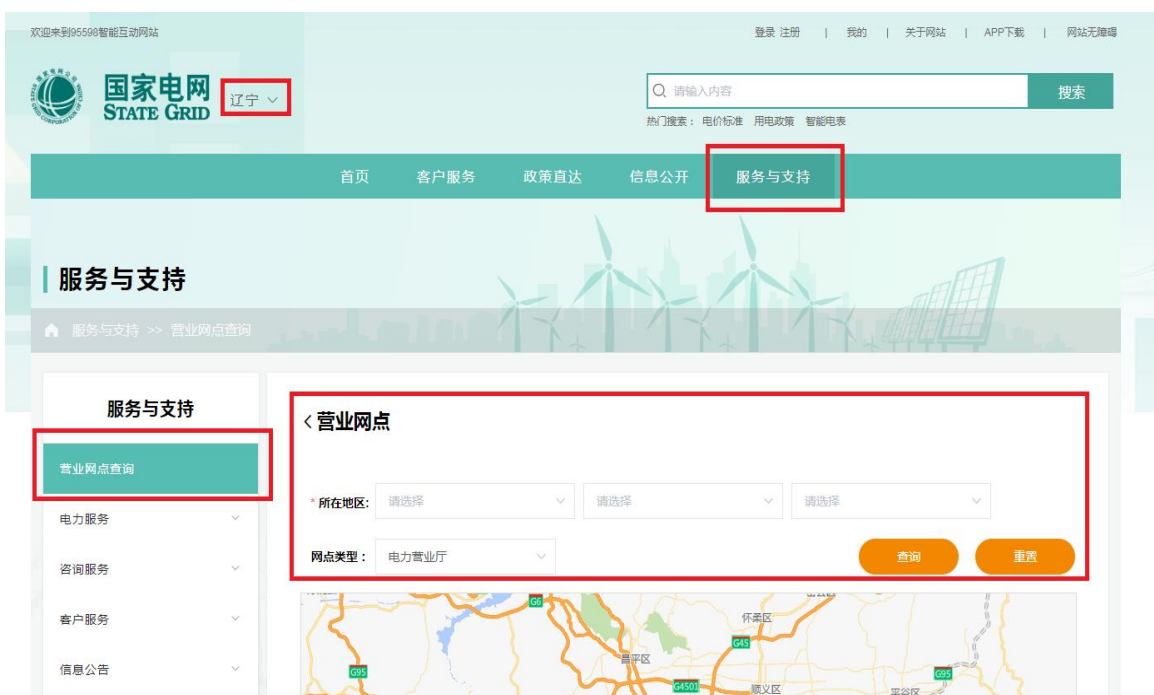 欢迎来到95598智能互动网站
登录 注册 | 我的 | 关于网站 | APP下载 | 网站无障碍
国家电网
STATE GRID
辽宁
请输入内容
搜索
热门搜索： 电价标准 用电政策 智能电表
首页 客户服务 政策直达 信息公开 服务与支持
服务与支持
服务与支持 >> 营业网点查询
服务与支持
营业网点查询
电力服务
咨询服务
客户服务
信息公告
<营业网点
* 所在地区: 请选择 请选择 请选择
网点类型： 电力营业厅
查询 重置
G6
怀柔区
G45
昌平区
G95
G95
G4501
顺义区
平谷区